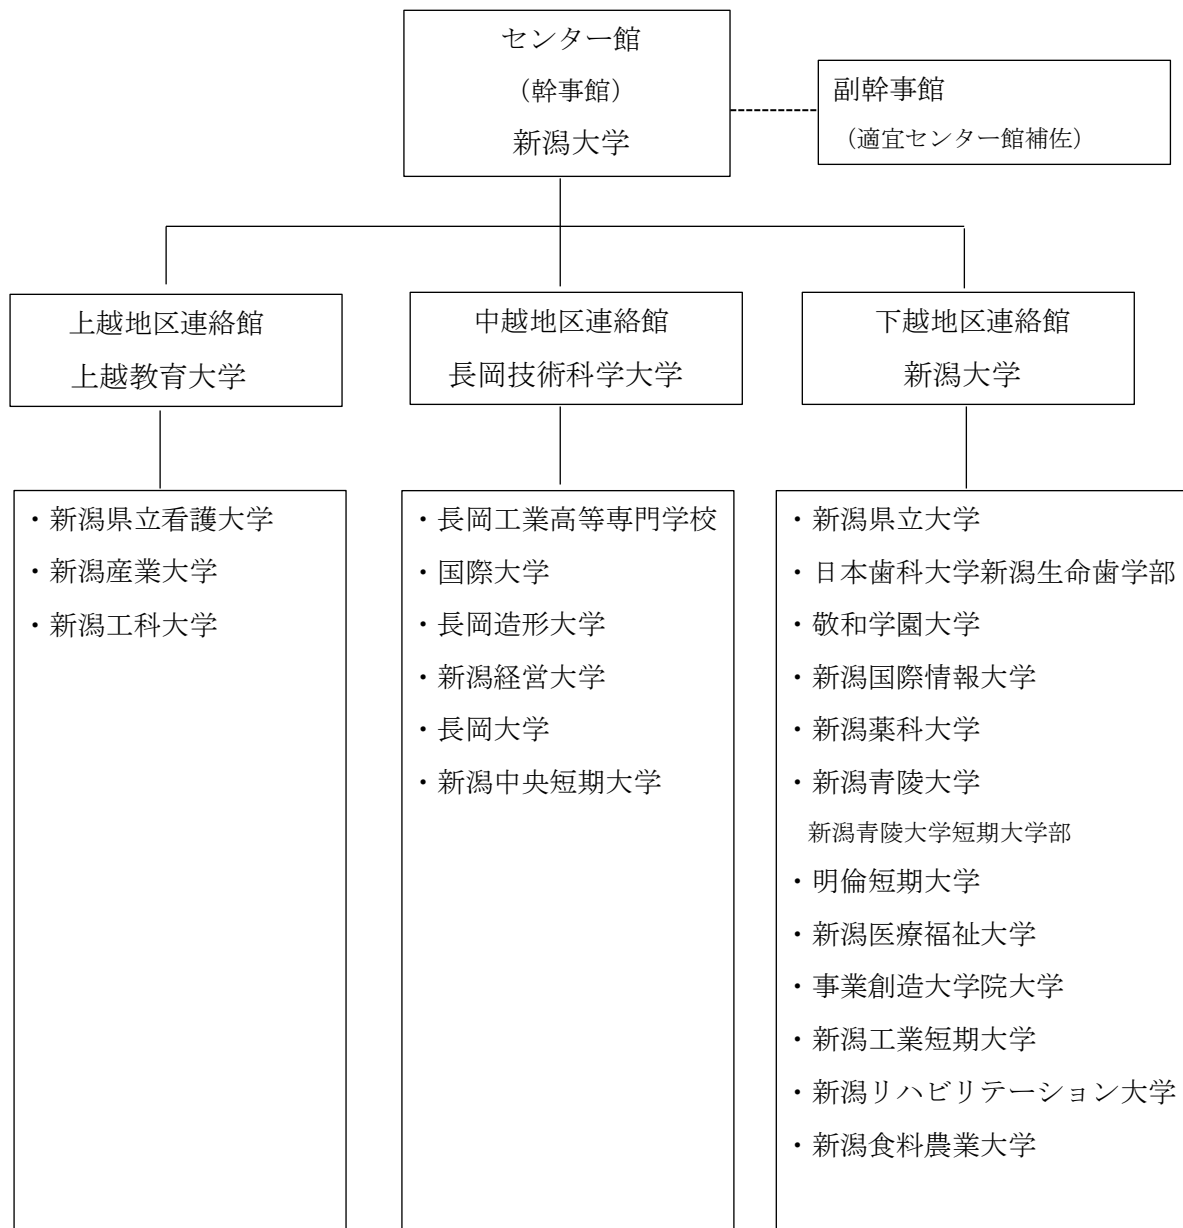 センター館
（幹事館）
新潟大学
副幹事館
（適宜センター館補佐）
上越地区連絡館
上越教育大学
中越地区連絡館
長岡技術科学大学
下越地区連絡館
新潟大学
・新潟県立看護大学
・新潟産業大学
・新潟工科大学
・長岡工業高等専門学校
・国際大学
・長岡造形大学
・新潟経営大学
・長岡大学
・新潟中央短期大学
・新潟県立大学
・日本歯科大学新潟生命歯学部
・敬和学園大学
・新潟国際情報大学
・新潟薬科大学
・新潟青陵大学
新潟青陵大学短期大学部
・明倫短期大学
・新潟医療福祉大学
・事業創造大学院大学
・新潟工業短期大学
・新潟リハビリテーション大学
・新潟食料農業大学